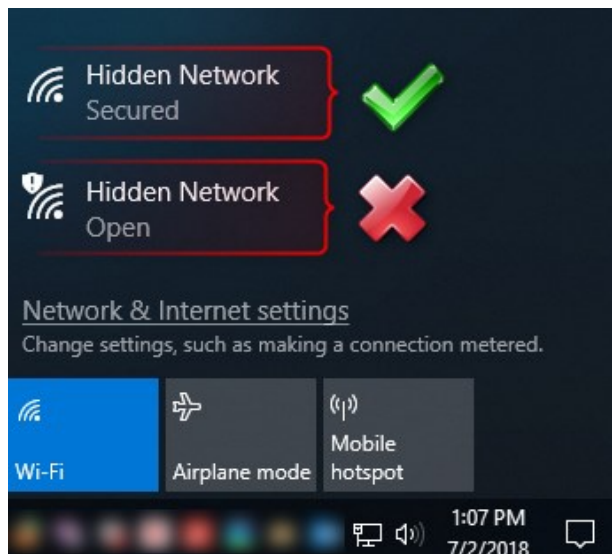 Hidden Network
Secured
Hidden Network
Open
Network & Internet settings
Change settings, such as making a connection metered.
Wi-Fi
Airplane mode
Mobile
hotspot
1:07 PM
7/2/2018